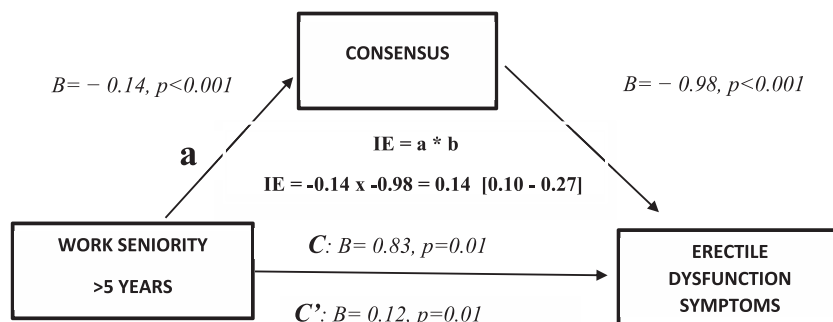 CONSENSUS
B= − 0.14, p<0.001
B= − 0.98, p<0.001
a
IE = a * b
IE = -0.14 x -0.98 = 0.14 [0.10 - 0.27]
WORK SENIORITY
>5 YEARS
C: B= 0.83, p=0.01
C’: B= 0.12, p=0.01
ERECTILE
DYSFUNCTION
SYMPTOMS